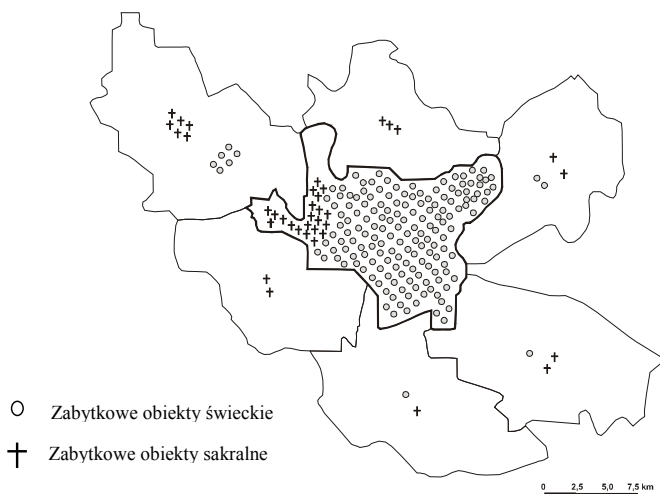 Zabytkowe obiekty świeckie
Zabytkowe obiekty sakralne
0 2,5 5,0 7,5 km